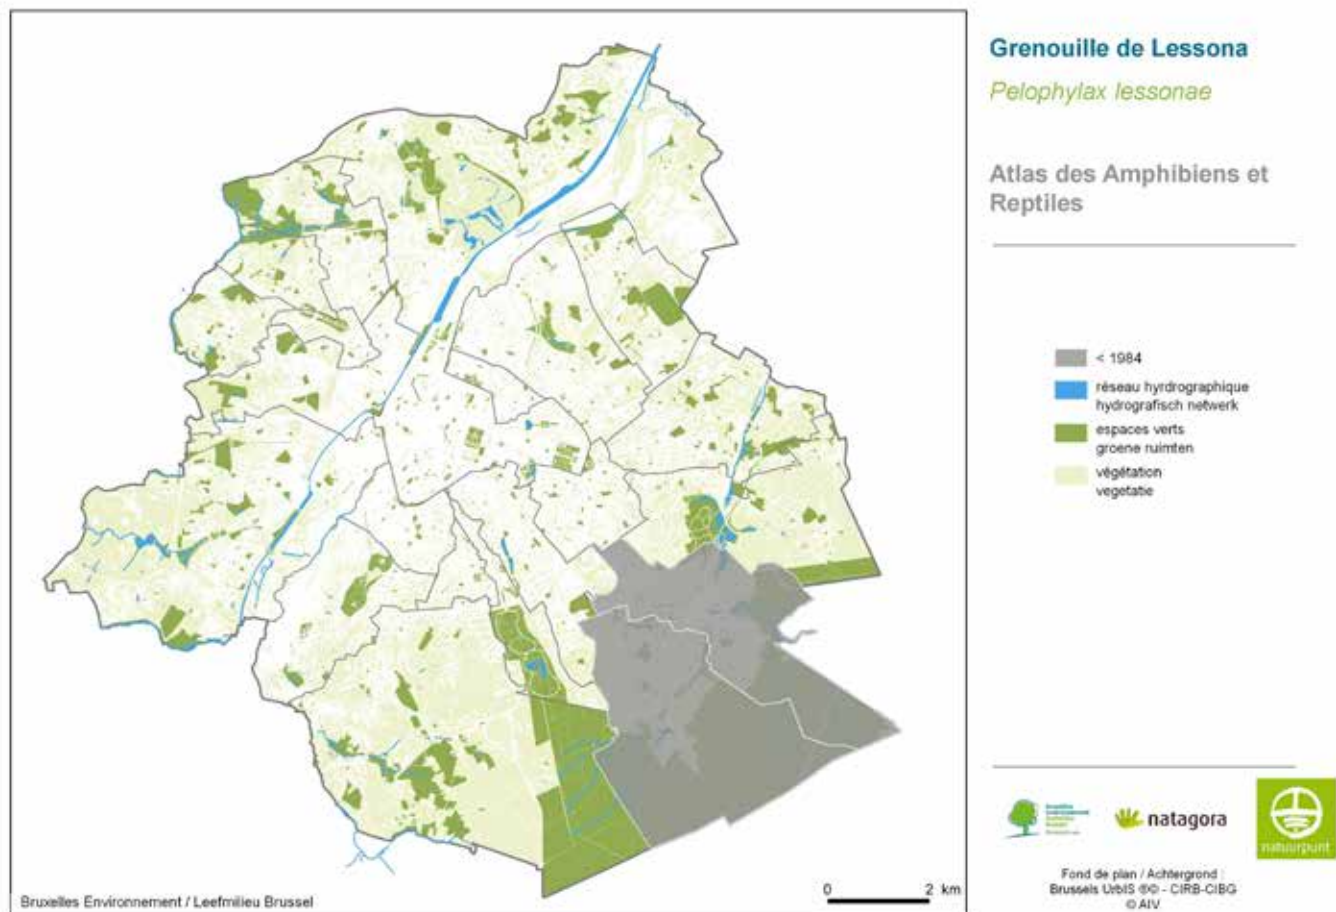 Grenouille de Lessona
Pelophylax lessonae
Atlas des Amphibiens et
Reptiles
< 1984
réseau hyrdrographique
hydrografisch netwerk
espaces verts
groene ruimten
végétation
vegetatie
natagora
natuurpunt
Fond de plan / Achtergrond :
Brussels UrbIS ®© - CIRB-CIBG
© AIV
Bruxelles Environnement / Leefmilieu Brussel
0 2 km